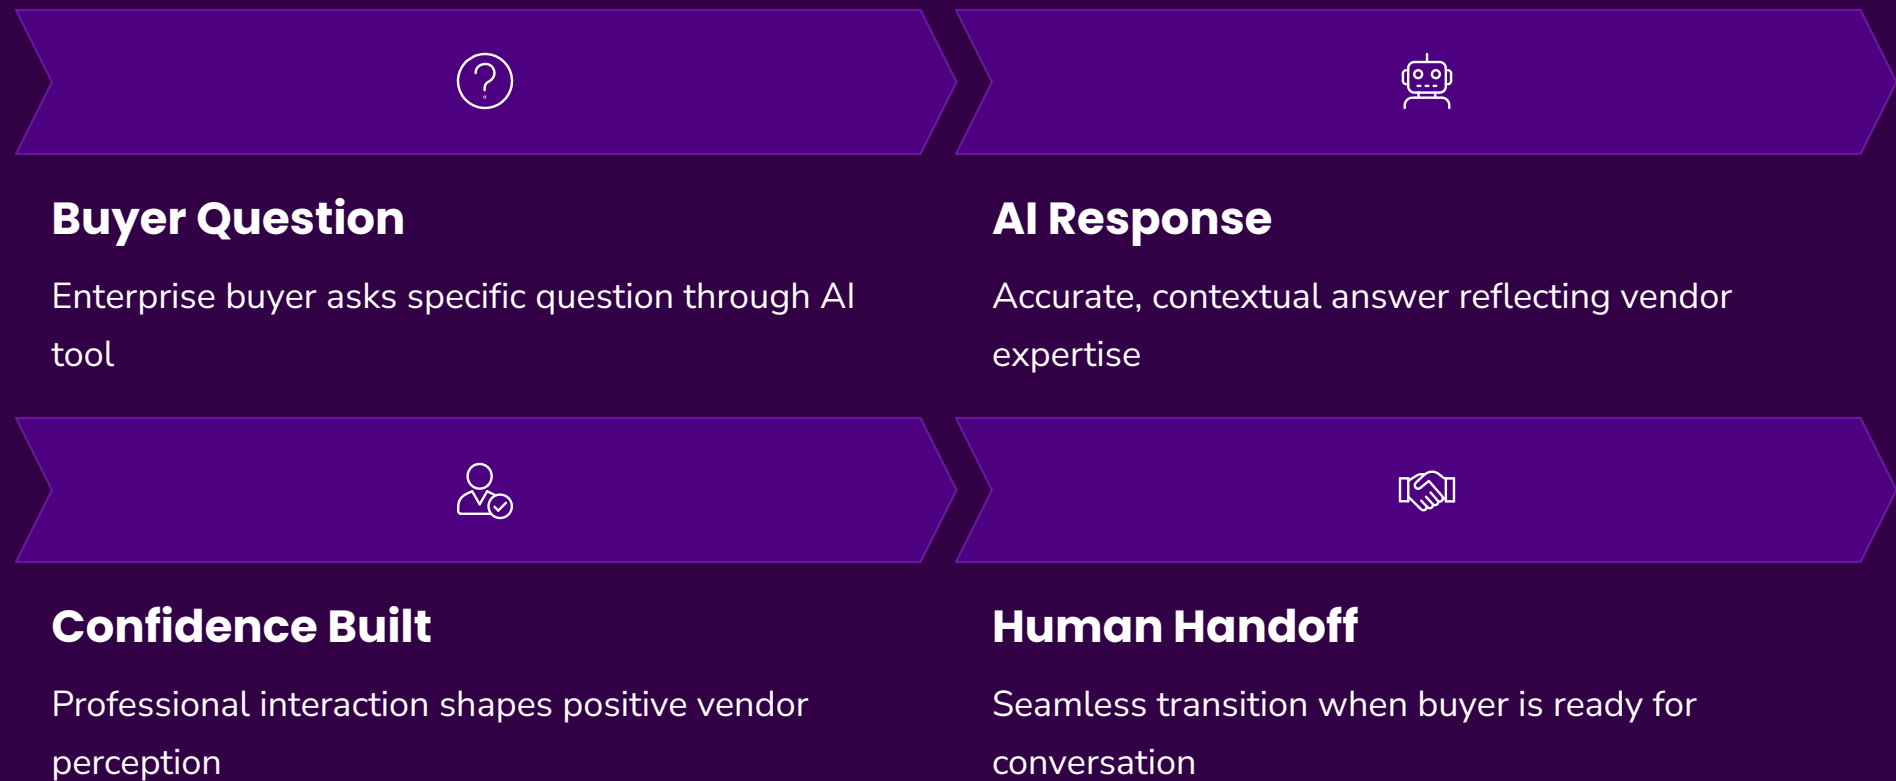 Buyer Question
Enterprise buyer asks specific question through AI
tool
AI Response
Accurate, contextual answer reflecting vendor
expertise
Confidence Built
Professional interaction shapes positive vendor
perception
Human Handoff
Seamless transition when buyer is ready for
conversation